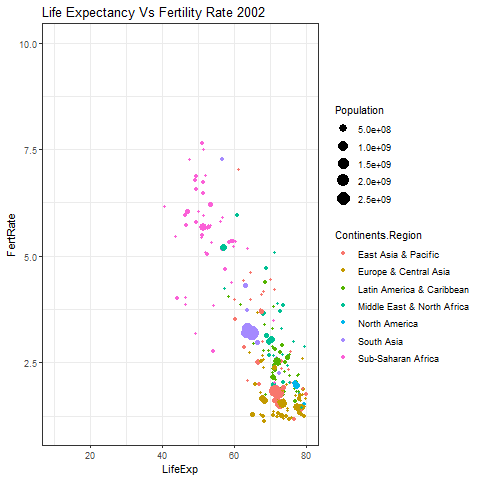 Life Expectancy Vs Fertility Rate 2002
10.0
7.5
5.0
2.5
FertRate
20
40
60
80
LifeExp
Population
5.0e+08
1.0e+09
1.5e+09
2.0e+09
2.5e+09
Continents.Region
East Asia & Pacific
Europe & Central Asia
Latin America & Caribbean
Middle East & North Africa
North America
South Asia
Sub-Saharan Africa